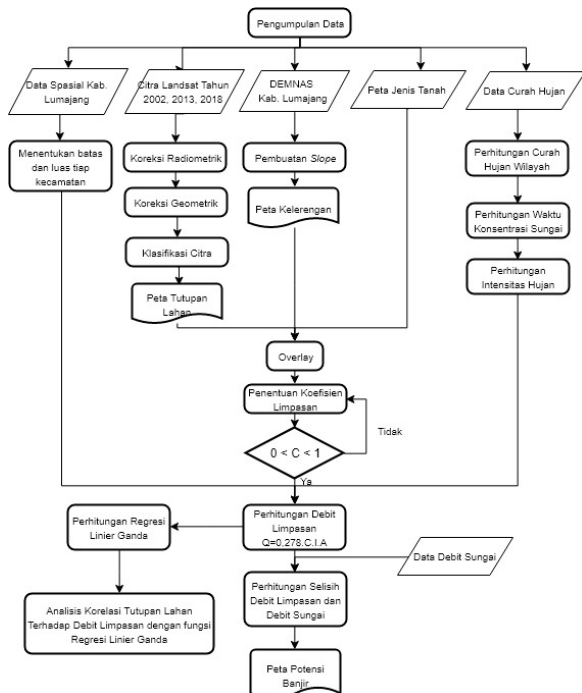 Pengumpulan Data
Data Spasial Kab.
Lumajang
Citra Landsat Tahun
2002, 2013, 2018
DEMNAS
Kab. Lumajang
Peta Jenis Tanah
Data Curah Hujan
Menentukan batas
dan luas tiap
kecamatan
Koreksi Radiometrik
Koreksi Geometrik
Klasifikasi Citra
Peta Tutupan
Lahan
Pembuatan Slope
Peta Kelerengan
Perhitungan Curah
Hujan Wilayah
Perhitungan Waktu
Konsentrasi Sungai
Perhitungan
Intensitas Hujan
Overlay
Penentuan Koefisien
Limpasan
Tidak
0 < C < 1
Ya
Perhitungan Debit
Limpasan
Q=0,278.C.I.A
Perhitungan Regresi
Linier Ganda
Data Debit Sungai
Analisis Korelasi Tutupan Lahan
Terhadap Debit Limpasan dengan fungsi
Regresi Linier Ganda
Perhitungan Selisih
Debit Limpasan dan
Debit Sungai
Peta Potensi
Banjir